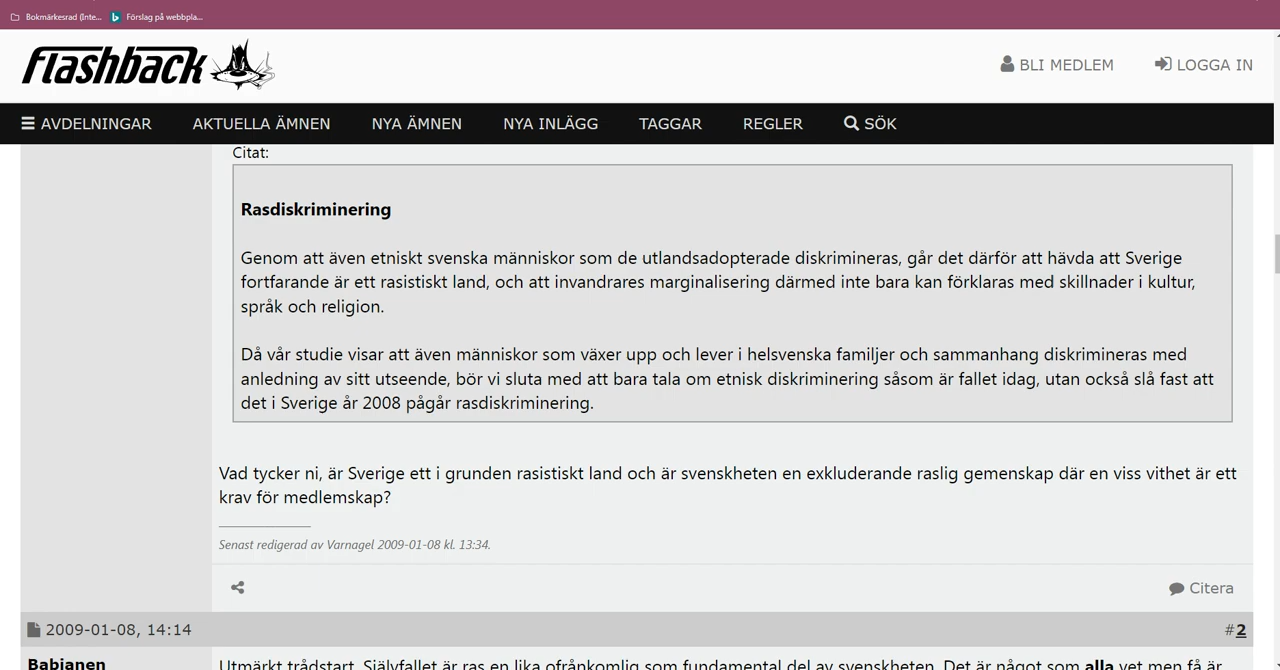 Bokmärkesrad (Inte... Förslag på webbpla...
flashback BLI MEDLEM LOGGA IN
AVDELNINGAR AKTUELLA ÄMNEN NYA ÄMNEN NYA INLÄGG TAGGAR REGLER SÖK
Citat:
Rasdiskriminering
Genom att även etniskt svenska människor som de utlandsadopterade diskrimineras, går det därför att hävda att Sverige
fortfarande är ett rasistiskt land, och att invandrares marginalisering därmed inte bara kan förklaras med skillnader i kultur,
språk och religion.
Då vår studie visar att även människor som växer upp och lever i helsvenska familjer och sammanhang diskrimineras med
anledning av sitt utseende, bör vi sluta med att bara tala om etnisk diskriminering såsom är fallet idag, utan också slå fast att
det i Sverige år 2008 pågår rasdiskriminering.
Vad tycker ni, är Sverige ett i grunden rasistiskt land och är svenskheten en exkluderande raslig gemenskap där en viss vithet är ett
krav för medlemskap?
Senast redigerad av Varnagel 2009-01-08 kl. 13:34.
Citera
2009-01-08, 14:14 #2
Babianen Utmärkt trådstart. Självfallet är ras en lika ofrånkomlig som fundamental del av svenskheten. Det är något som alla vet men få är